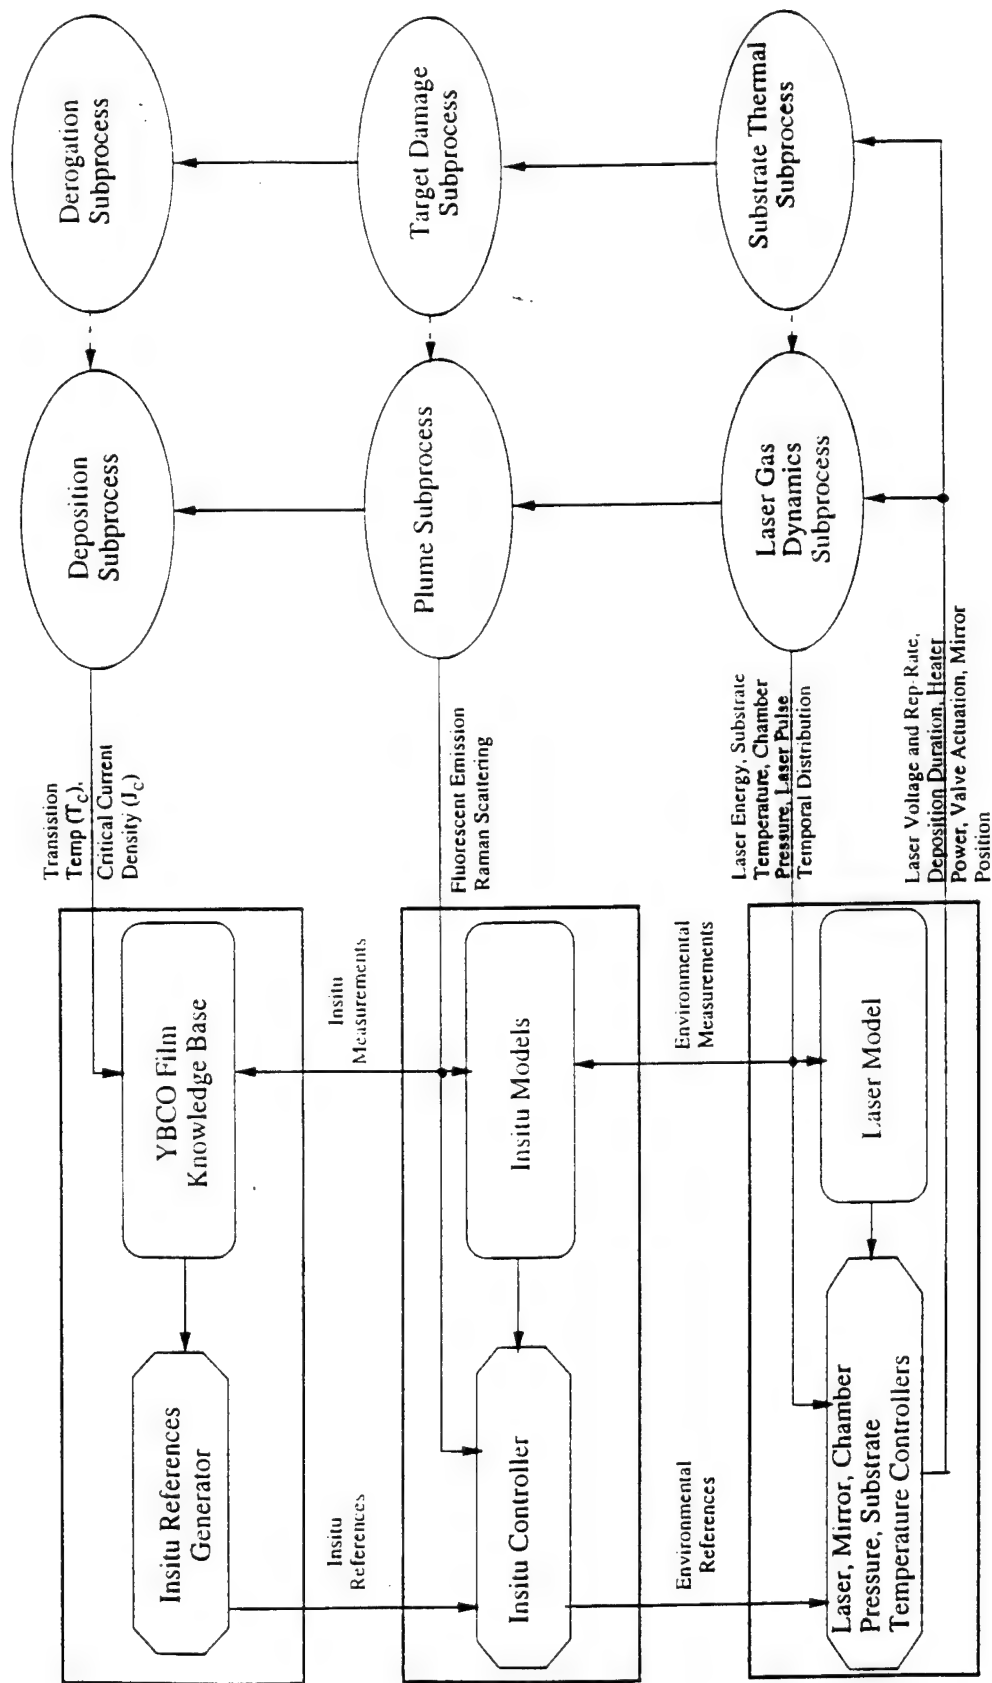 Insitu References
Generator
YBCO Film
Knowledge Base
Transistion
Temp (T_C),
Critical Current
Density (J_C)
Deposition
Subprocess
Derogation
Subprocess
Insitu
References
Insitu
Measurements
Insitu Controller
Insitu Models
Fluorescent Emission
Raman Scattering
Plume Subprocess
Target Damage
Subprocess
Environmental
References
Environmental
Measurements
Laser, Mirror, Chamber
Pressure, Substrate
Temperature Controllers
Laser Model
Laser Energy, Substrate
Temperature, Chamber
Pressure, Laser Pulse
Temporal Distribution
Laser Gas
Dynamics
Subprocess
Substrate Thermal
Subprocess
Laser Voltage and Rep-Rate,
Deposition Duration, Heater
Power, Valve Actuation, Mirror
Position